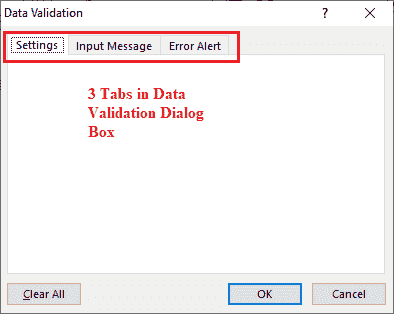 Data Validation
Settings Input Message Error Alert
3 Tabs in Data
Validation Dialog
Box
Clear All OK Cancel